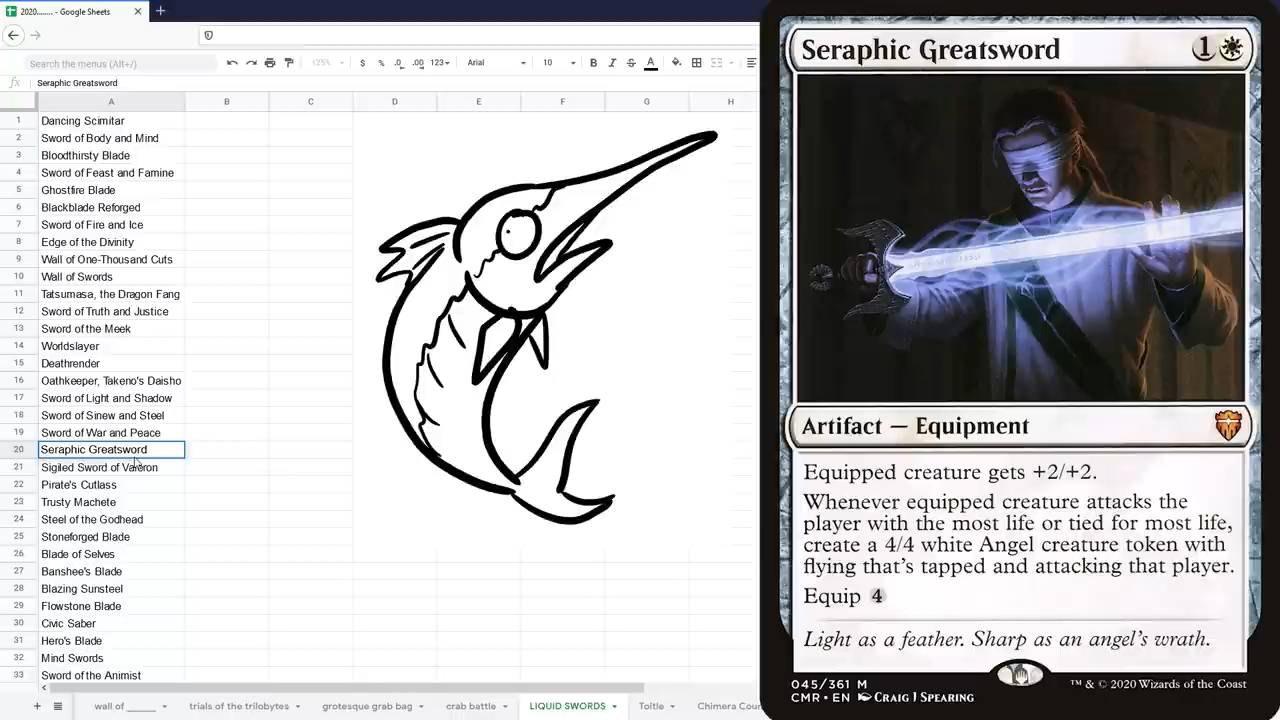 2020........ - Google Sheets
Search the menus (Alt+/)
125%
$
%
.0
.00
123
Arial
10
B
I
S
A
fx
Seraphic Greatsword
A
B
C
D
E
F
G
H
1 Dancing Scimitar
2 Sword of Body and Mind
3 Bloodthirsty Blade
4 Sword of Feast and Famine
5 Ghostfire Blade
6 Blackblade Reforged
7 Sword of Fire and Ice
8 Edge of the Divinity
9 Wall of One-Thousand Cuts
10 Wall of Swords
11 Tatsumasa, the Dragon Fang
12 Sword of Truth and Justice
13 Sword of the Meek
14 Worldslayer
15 Deathrender
16 Oathkeeper, Takeno's Daisho
17 Sword of Light and Shadow
18 Sword of Sinew and Steel
19 Sword of War and Peace
20 Seraphic Greatsword
21 Sigiled Sword of Valeron
22 Pirate's Cutlass
23 Trusty Machete
24 Steel of the Godhead
25 Stoneforged Blade
26 Blade of Selves
27 Banshee's Blade
28 Blazing Sunsteel
29 Flowstone Blade
30 Civic Saber
31 Hero's Blade
32 Mind Swords
33 Sword of the Animist
wall of ______
trials of the trilobytes
grotesque grab bag
crab battle
LIQUID SWORDS
Toitle
Chimera Cour
Seraphic Greatsword
1
Artifact — Equipment
Equipped creature gets +2/+2.
Whenever equipped creature attacks the
player with the most life or tied for most life,
create a 4/4 white Angel creature token with
flying that's tapped and attacking that player.
Equip 4
Light as a feather. Sharp as an angel's wrath.
045/361 M
CMR • EN Craig J Spearing
™ & © 2020 Wizards of the Coast